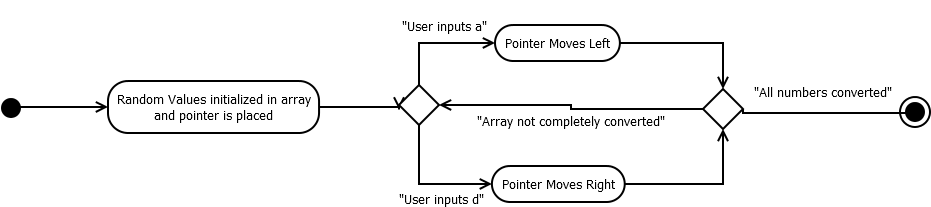 "User inputs a"
Pointer Moves Left
Random Values initialized in array
and pointer is placed
"All numbers converted"
"Array not completely converted"
Pointer Moves Right
"User inputs d"